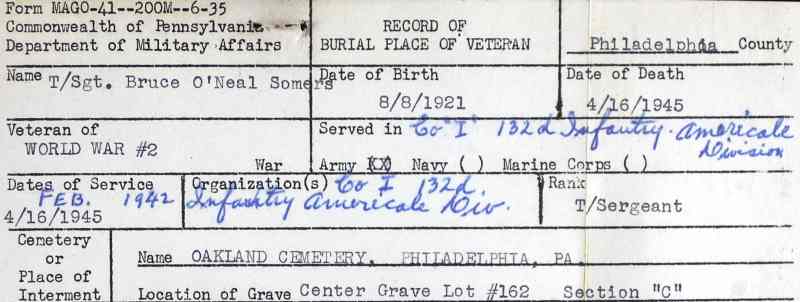 Form MAGO-41--200M--6-35
Commonwealth of Pennsylvania
Department of Military Affairs
RECORD OF
BURIAL PLACE OF VETERAN
Philadelphia County
Name T/Sgt. Bruce O'Neal Somers
Date of Birth
8/8/1921
Date of Death
4/16/1945
Veteran of
WORLD WAR #2
War
Served in Co "I" 132d Infantry. Americale
Division
Army (XX) Navy ( ) Marine Corps ( )
Dates of Service
FEB. 1942
4/16/1945
Organization(s) Co I 132d
Infantry Americale Div.
Rank
T/Sergeant
Cemetery
or
Place of
Interment
Name OAKLAND CEMETERY, PHILADELPHIA, PA
Location of Grave Center Grave Lot #162 Section "C"